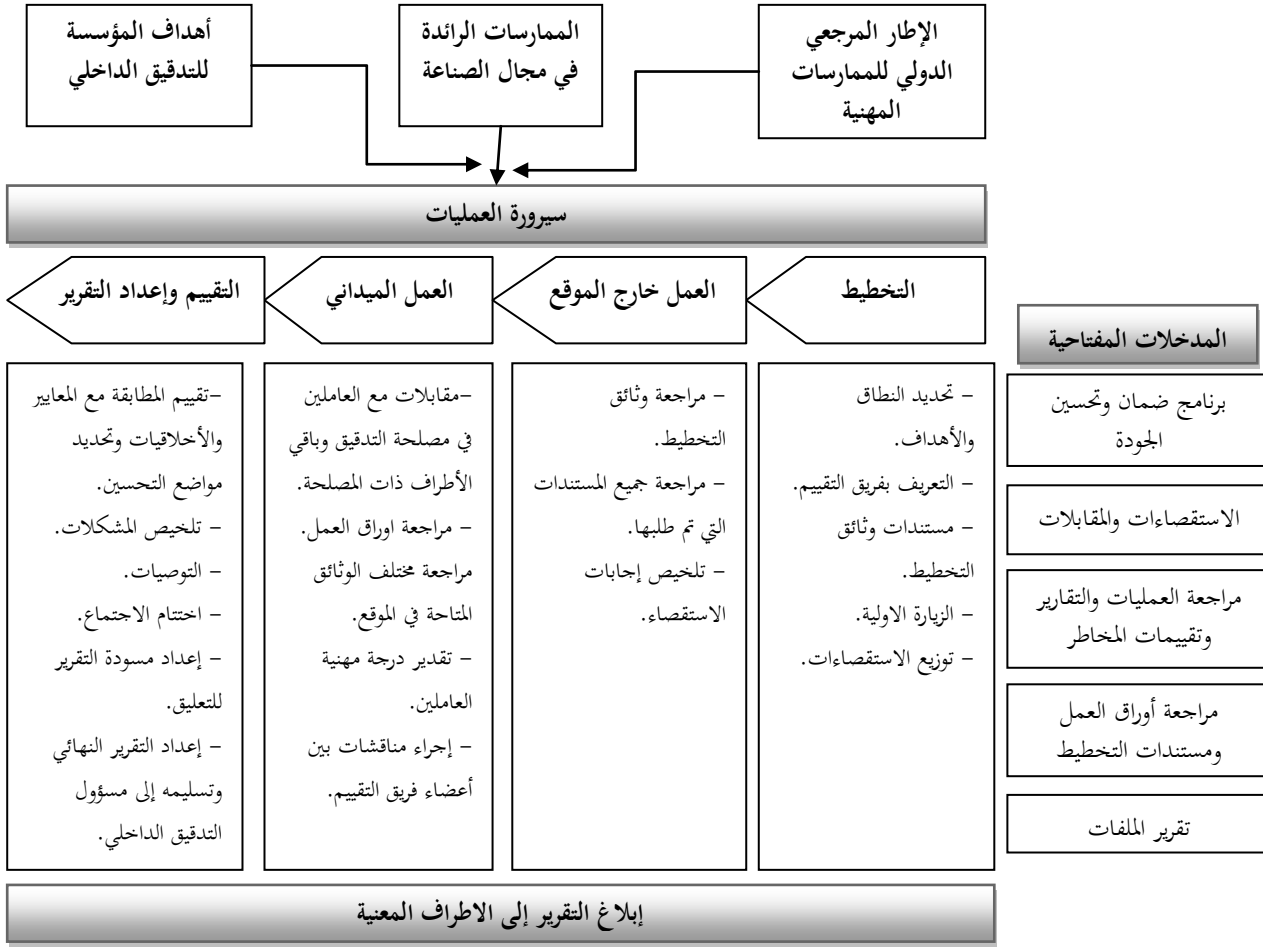 الإطار المرجعي
الدولي للممارسات
المهنية
الممارسات الرائدة
في مجال الصناعة
أهداف المؤسسة
للتدقيق الداخلي
سيرورة العمليات
التخطيط
العمل خارج الموقع
العمل الميداني
التقييم وإعداد التقرير
المدخلات المفتاحية
برنامج ضمان وتحسين
الجودة
الاستقصاءات والمقابلات
مراجعة العمليات والتقارير
وتقييمات المخاطر
مراجعة أوراق العمل
ومستندات التخطيط
تقرير الملفات
– تحديد النطاق
والأهداف.
– التعريف بفريق التقييم.
– مستندات وثائق
التخطيط.
– الزيارة الاولية.
– توزيع الاستقصاءات.
– مراجعة وثائق
التخطيط.
– مراجعة جميع المستندات
التي تم طلبها.
– تلخيص إجابات
الاستقصاء.
–مقابلات مع العاملين
في مصلحة التدقيق وباقي
الأطراف ذات المصلحة.
– مراجعة اوراق العمل.
مراجعة مختلف الوثائق
المتاحة في الموقع.
– تقدير درجة مهنية
العاملين.
– إجراء مناقشات بين
أعضاء فريق التقييم.
–تقييم المطابقة مع المعايير
والأخلاقيات وتحديد
مواضع التحسين.
– تلخيص المشكلات.
– التوصيات.
– اختتام الاجتماع.
– إعداد مسودة التقرير
للتعليق.
– إعداد التقرير النهائي
وتسليمه إلى مسؤول
التدقيق الداخلي.
إبلاغ التقرير إلى الاطراف المعنية